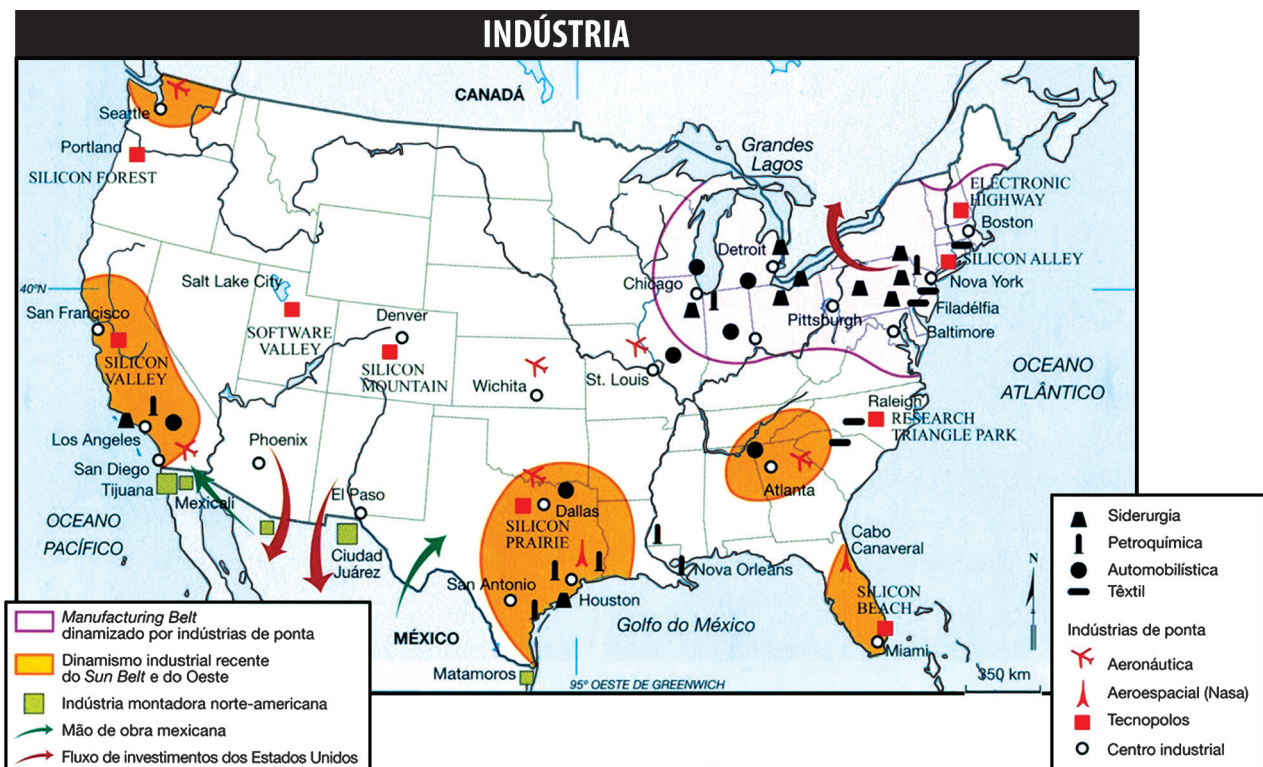 INDÚSTRIA
CANADÁ
Seattle
Portland
SILICON FOREST
Grandes
Lagos
ELECTRONIC
HIGHWAY
Boston
Detroit
SILICON ALLEY
40ºN
Salt Lake City
Chicago
Nova York
San Francisco
Denver
Pittsburgh
Filadélfia
SOFTWARE
VALLEY
Baltimore
SILICON
VALLEY
SILICON
MOUNTAIN
Wichita
St. Louis
OCEANO
ATLÂNTICO
Raleigh
RESEARCH
TRIANGLE PARK
Los Angeles
Phoenix
San Diego
Tijuana
Mexicali
El Paso
Dallas
Atlanta
OCEANO
PACÍFICO
SILICON
PRAIRIE
Ciudad
Juárez
Cabo
Canaveral
San Antonio
Nova Orleans
Houston
SILICON
BEACH
MÉXICO
Golfo do México
Miami
Matamoros
95º OESTE DE GREENWICH
350 km
N
Manufacturing Belt
dinamizado por indústrias de ponta
Dinamismo industrial recente
do Sun Belt e do Oeste
Indústria montadora norte-americana
Mão de obra mexicana
Fluxo de investimentos dos Estados Unidos
Siderurgia
Petroquímica
Automobilística
Têxtil
Indústrias de ponta
Aeronáutica
Aeroespacial (Nasa)
Tecnopolos
Centro industrial